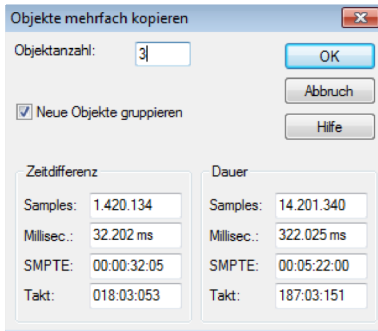 Objekte mehrfach kopieren
Objektanzahl: 3
OK
Abbruch
Neue Objekte gruppieren
Hilfe
Zeitdifferenz Dauer
Samples: 1.420.134 Samples: 14.201.340
Millisec.: 32.202 ms Millisec.: 322.025 ms
SMPTE: 00:00:32:05 SMPTE: 00:05:22:00
Takt: 018:03:053 Takt: 187:03:151